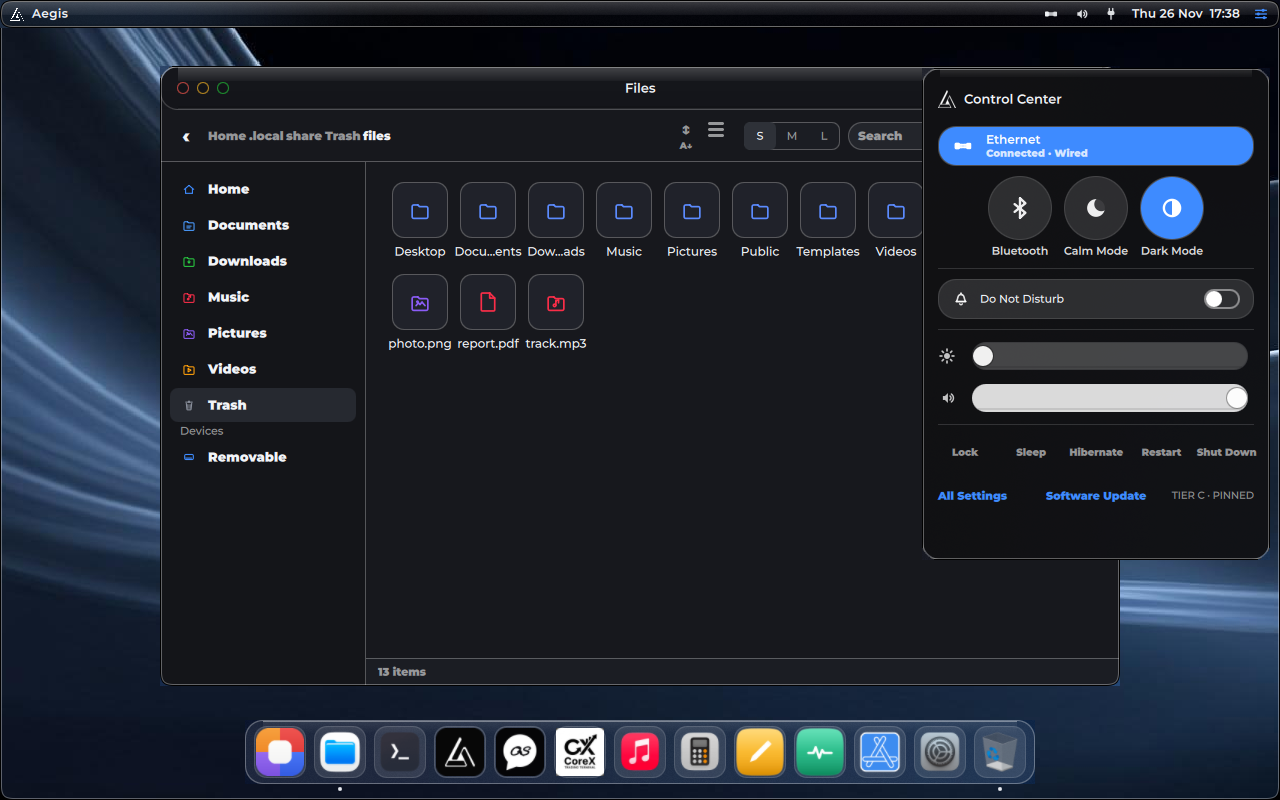 Aegis
Thu 26 Nov 17:38
Files
Home .local share Trash files
A+
S M L
Search
Home
Documents
Downloads
Music
Pictures
Videos
Trash
Devices
Removable
Desktop Docu...ents Dow...ads Music Pictures Public Templates Videos
photo.png report.pdf track.mp3
13 items
Control Center
Ethernet
Connected · Wired
Bluetooth Calm Mode Dark Mode
Do Not Disturb
Lock Sleep Hibernate Restart Shut Down
All Settings Software Update TIER C · PINNED
as
CX
CoreX